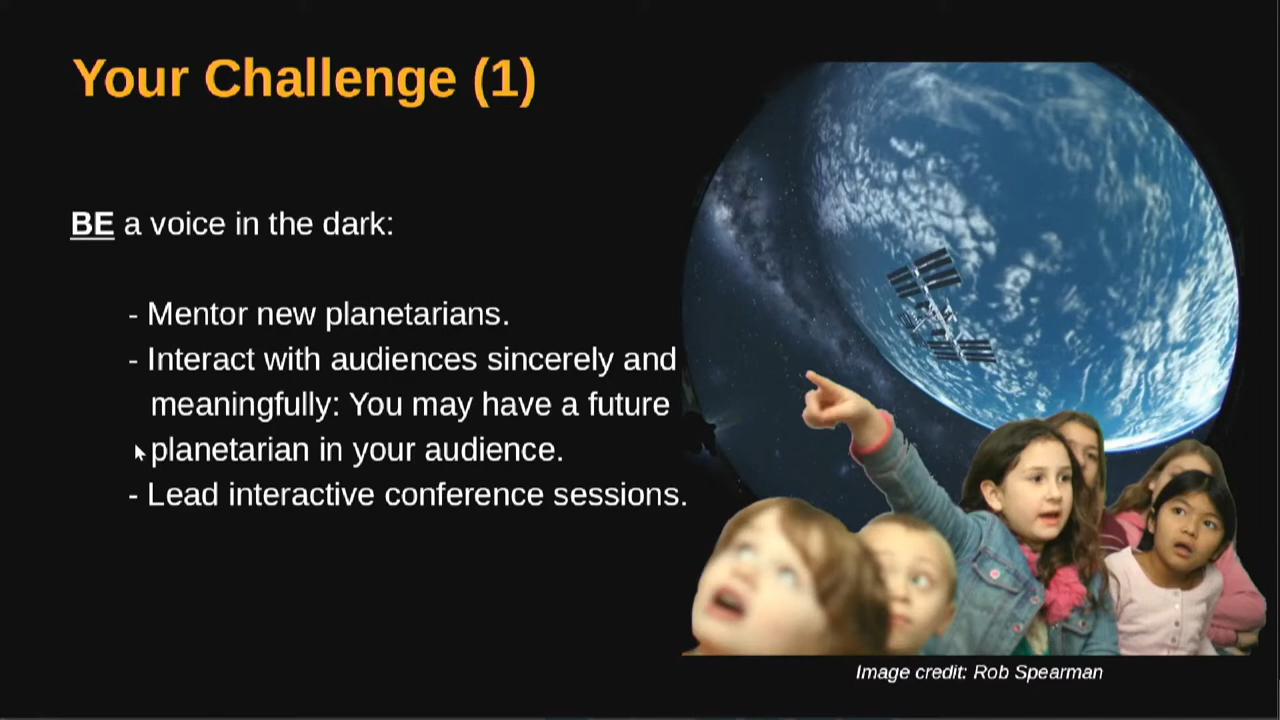 Your Challenge (1)
BE a voice in the dark:
- Mentor new planetarians.
- Interact with audiences sincerely and
meaningfully: You may have a future
planetarian in your audience.
- Lead interactive conference sessions.
Image credit: Rob Spearman